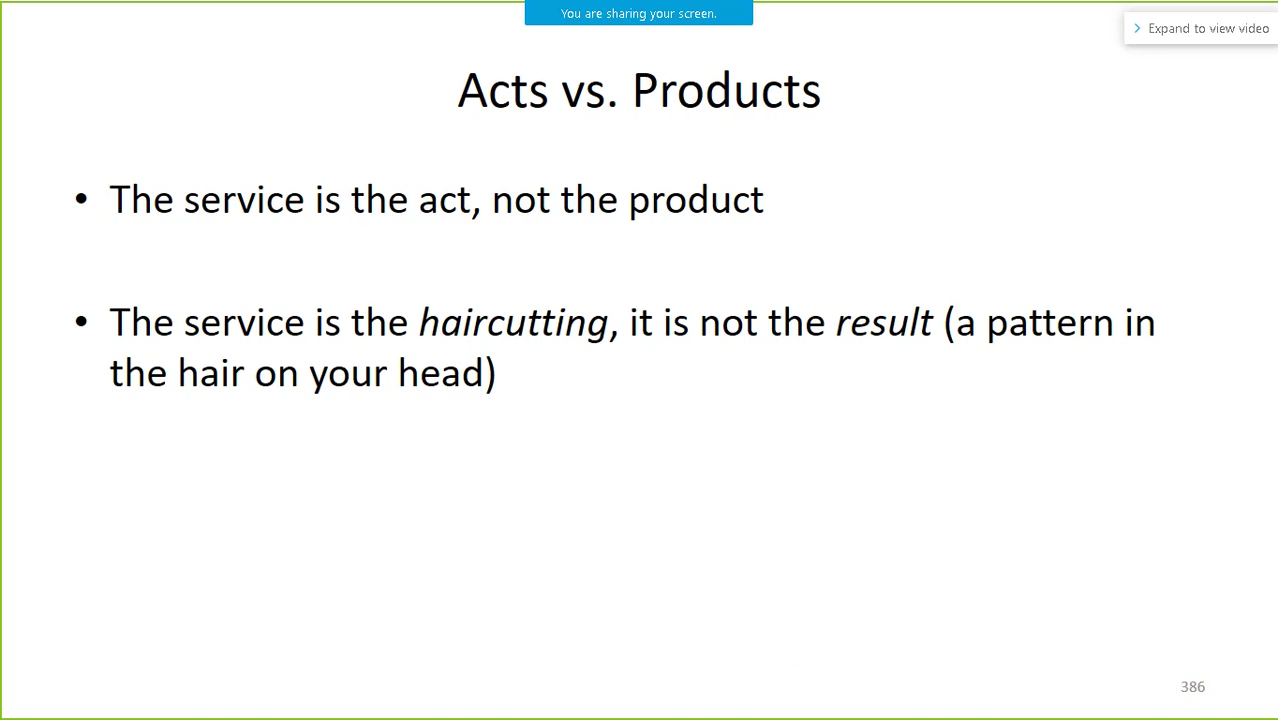 You are sharing your screen.
Expand to view video
Acts vs. Products
• The service is the act, not the product
• The service is the haircutting, it is not the result (a pattern in
the hair on your head)
386